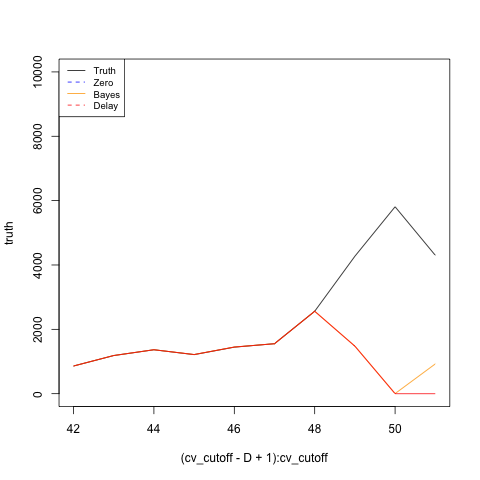 Truth
Zero
Bayes
Delay
10000
8000
6000
4000
2000
0
truth
42 44 46 48 50
(cv_cutoff - D + 1):cv_cutoff